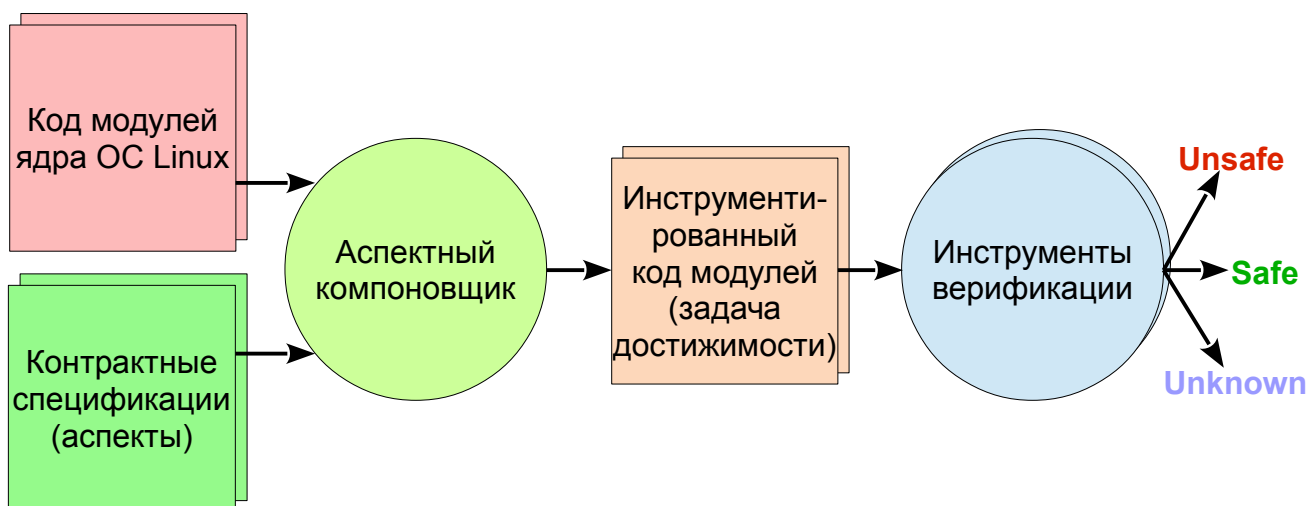 Код модулей
ядра ОС Linux
Контрактные
спецификации
(аспекты)
Аспектный
компоновщик
Инструменти-
рованный
код модулей
(задача
достижимости)
Инструменты
верификации
Unsafe
Safe
Unknown